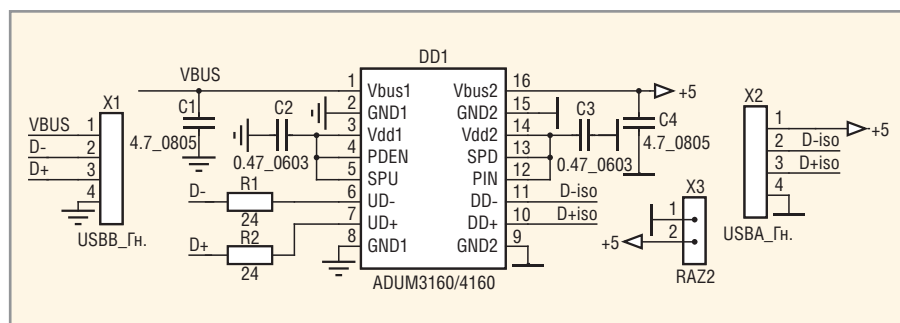 DD1
VBUS
X1
VBUS 1
D- 2
D+ 3
4
USBB_Гн.
C1
4.7_0805
C2
0.47_0603
D- R1
24
D+ R2
24
1 Vbus1 Vbus2 16
2 GND1 GND2 15
3 Vdd1 Vdd2 14
4 PDEN SPD 13
5 SPU PIN 12
6 UD- DD- 11
7 UD+ DD+ 10
8 GND1 GND2 9
ADUM3160/4160
+5
C3
0.47_0603
C4
4.7_0805
D-iso
D+iso
X3
1
+5 2
RAZ2
X2
1 +5
2 D-iso
3 D+iso
4
USBA_Гн.